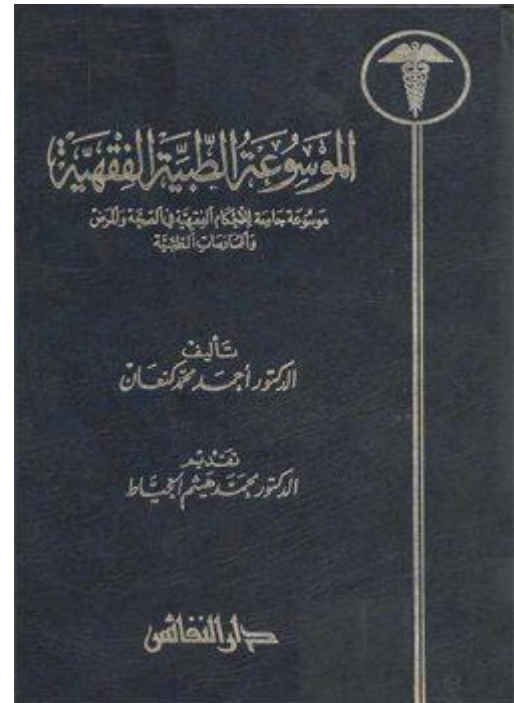 الموسوعة الطبية الفقهية
موسوعة جامعة للأحكام الفقهية في الصحة والمرض
والممارسات الطبية
تأليف
الدكتور أحمد محمد كنعان
تقديم
الدكتور محمد هيثم الخياط
دار النفائس